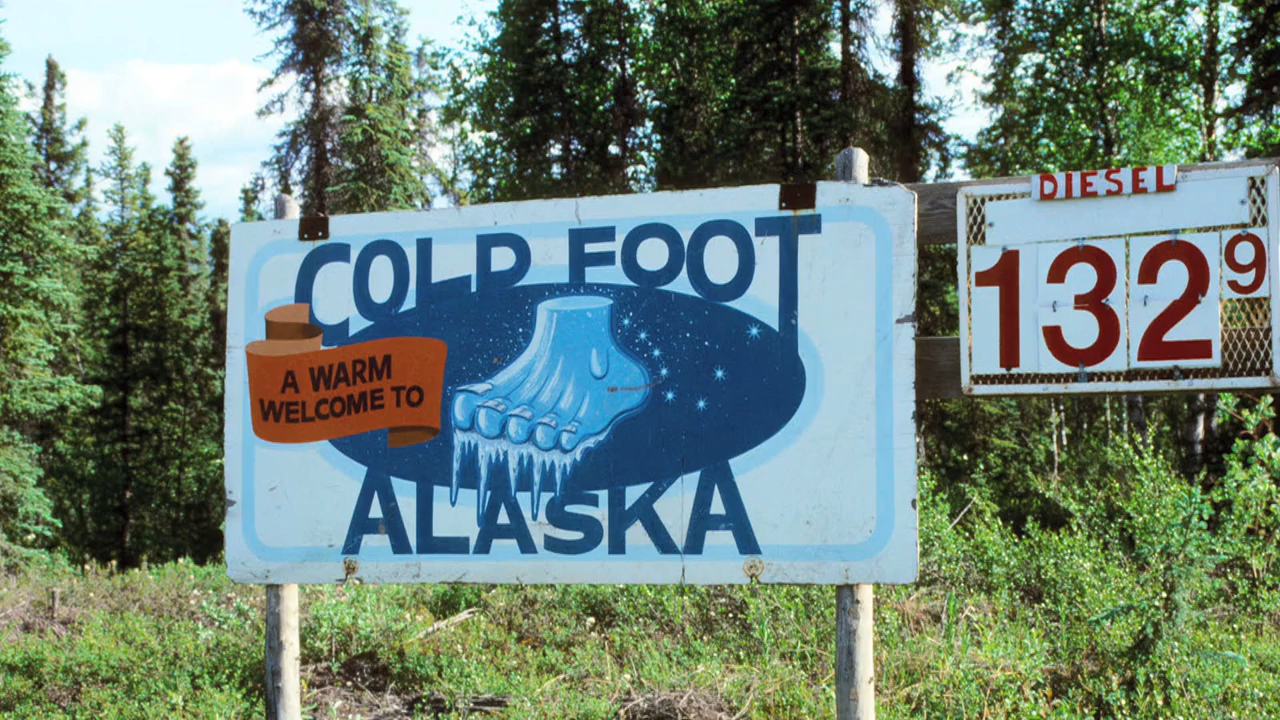 COLD FOOT
A WARM
WELCOME TO
ALASKA
DIESEL
132 9